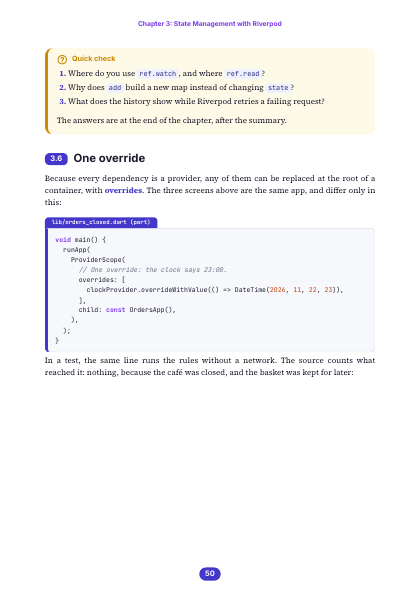 Chapter 3: State Management with Riverpod
Quick check
1. Where do you use ref.watch, and where ref.read?
2. Why does add build a new map instead of changing state?
3. What does the history show while Riverpod retries a failing request?
The answers are at the end of the chapter, after the summary.
3.6 One override
Because every dependency is a provider, any of them can be replaced at the root of a
container, with overrides. The three screens above are the same app, and differ only in
this:
lib/orders_closed.dart (part)
void main() {
  runApp(
    ProviderScope(
      // One override: the clock says 23:00.
      overrides: [
        clockProvider.overrideWithValue(() => DateTime(2026, 11, 22, 23)),
      ],
      child: const OrdersApp(),
    ),
  );
}
In a test, the same line runs the rules without a network. The source counts what
reached it: nothing, because the café was closed, and the basket was kept for later:
50